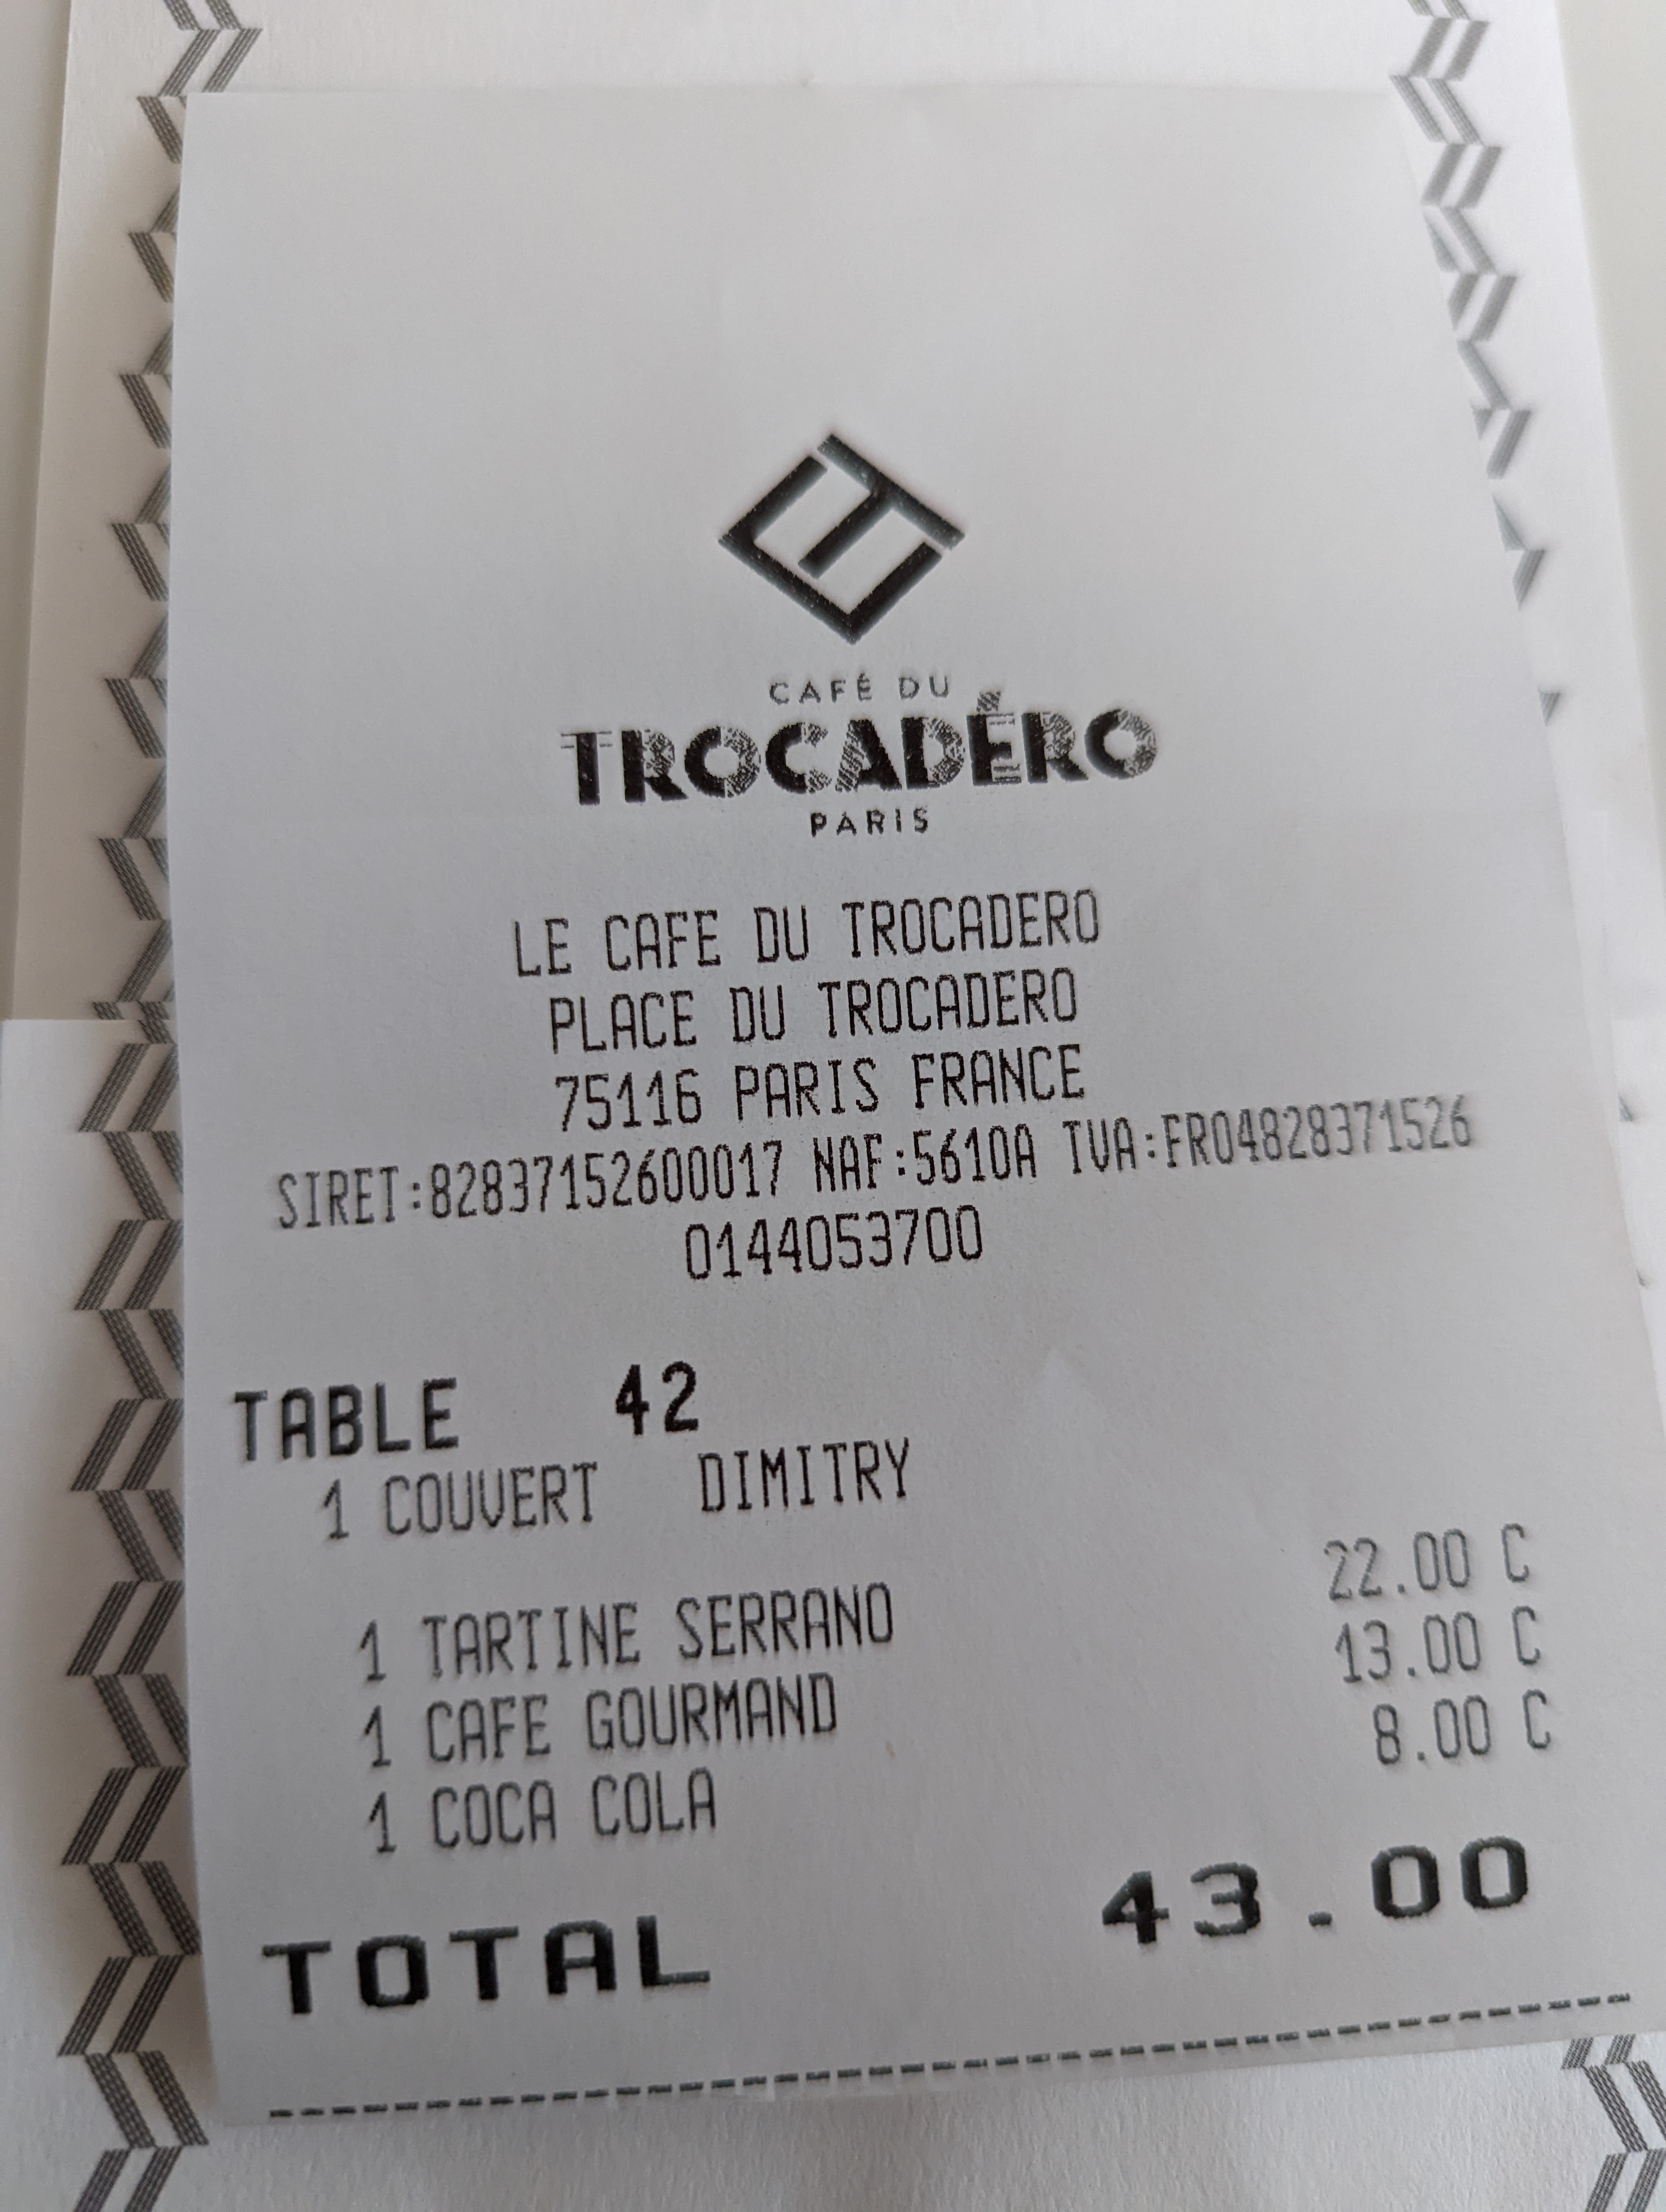 CAFÉ DU
TROCADÉRO
PARIS
LE CAFE DU TROCADERO
PLACE DU TROCADERO
75116 PARIS FRANCE
SIRET:82837152600017 NAF:5610A TVA:FR04828371526
0144053700
TABLE 42
1 COUVERT DIMITRY
1 TARTINE SERRANO 22.00 C
1 CAFE GOURMAND 13.00 C
1 COCA COLA 8.00 C
TOTAL 43.00